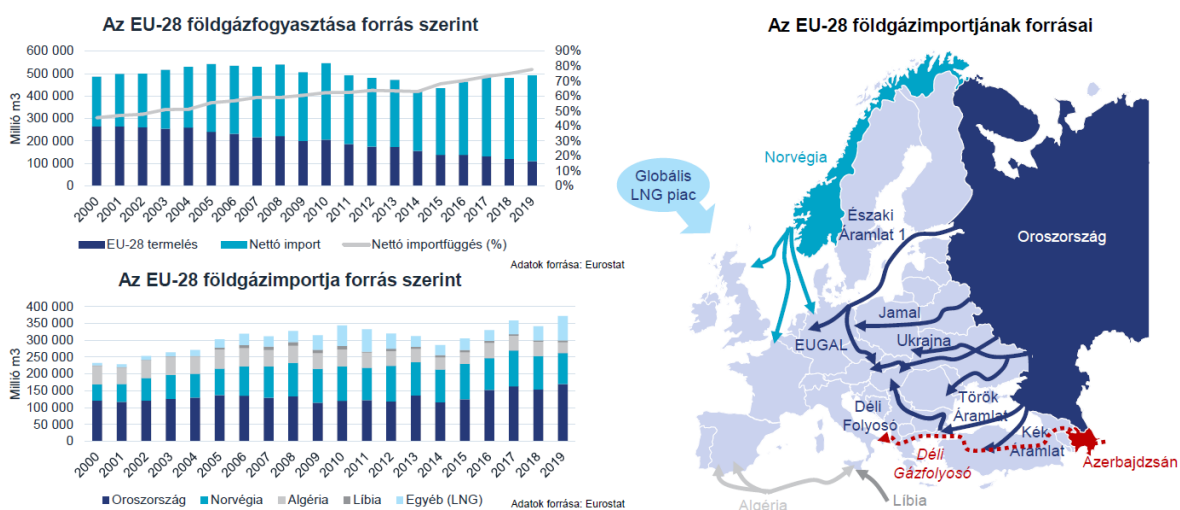 Az EU-28 földgázfogyasztása forrás szerint
600 000
500 000
400 000
300 000
200 000
100 000
0
Millió m3
90%
80%
70%
60%
50%
40%
30%
20%
10%
0%
2000
2001
2002
2003
2004
2005
2006
2007
2008
2009
2010
2011
2012
2013
2014
2015
2016
2017
2018
2019
EU-28 termelés
Nettó import
Nettó importfüggés (%)
Adatok forrása: Eurostat
Az EU-28 földgázimportja forrás szerint
400 000
350 000
300 000
250 000
200 000
150 000
100 000
50 000
0
Millió m3
2000
2001
2002
2003
2004
2005
2006
2007
2008
2009
2010
2011
2012
2013
2014
2015
2016
2017
2018
2019
Oroszország
Norvégia
Algéria
Líbia
Egyéb (LNG)
Adatok forrása: Eurostat
Az EU-28 földgázimportjának forrásai
Norvégia
Globális
LNG piac
Északi
Áramlat 1
Oroszország
Jamal
EUGAL
Ukrajna
Török
Áramlat
Déli
Folyosó
Kék
Áramlat
Déli
Gázfolyosó
Azerbajdzsán
Algéria
Líbia